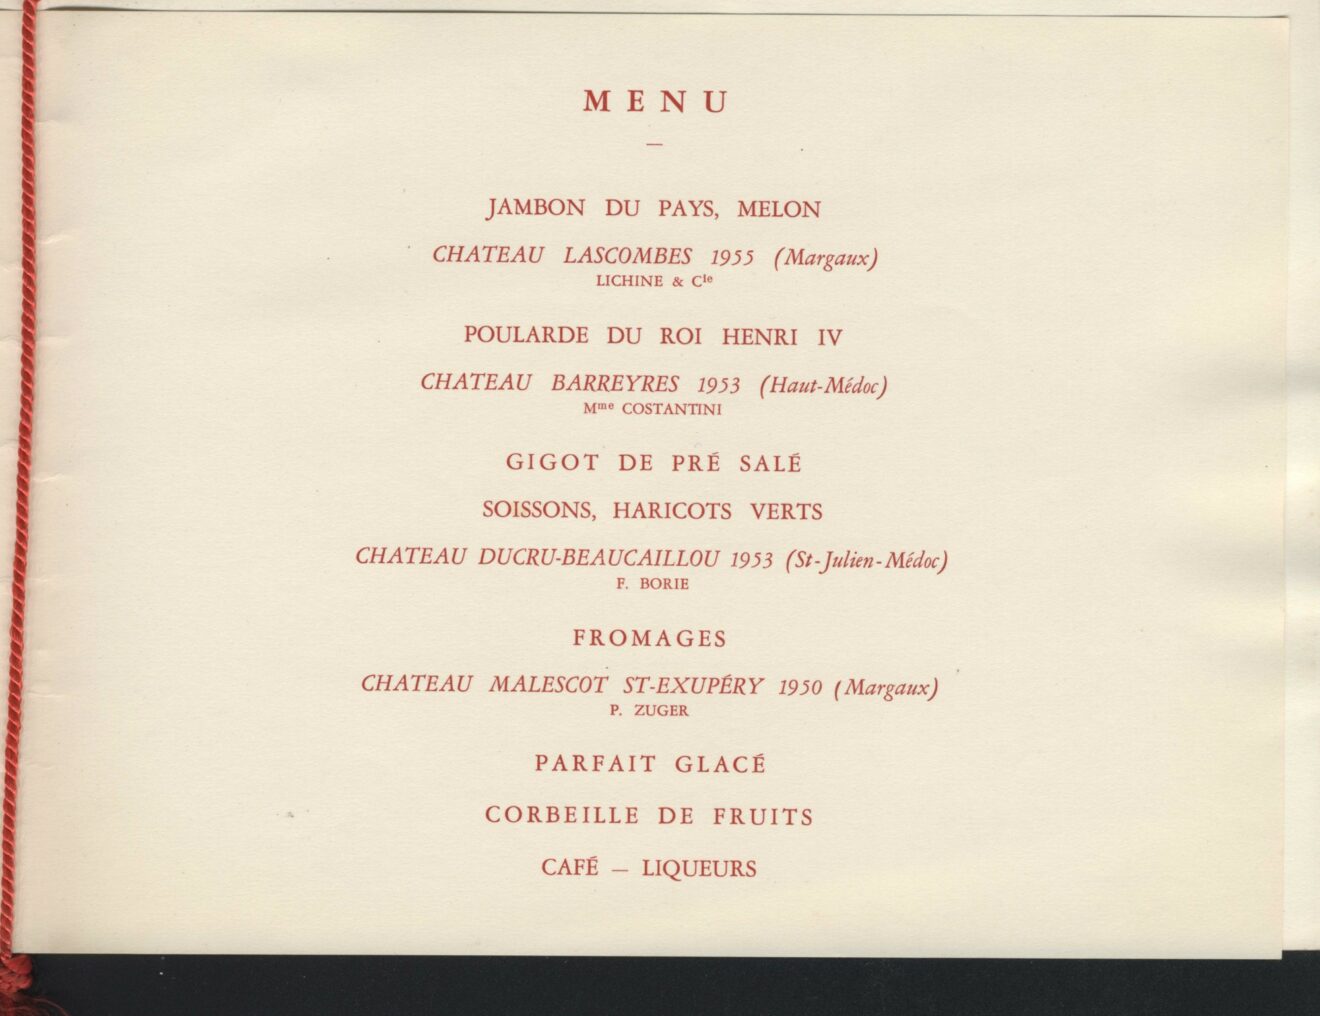 MENU
—
JAMBON DU PAYS, MELON
CHATEAU LASCOMBES 1955 (Margaux)
LICHINE & Cie
POULARDE DU ROI HENRI IV
CHATEAU BARREYRES 1953 (Haut-Médoc)
Mme COSTANTINI
GIGOT DE PRÉ SALÉ
SOISSONS, HARICOTS VERTS
CHATEAU DUCRU-BEAUCAILLOU 1953 (St-Julien-Médoc)
F. BORIE
FROMAGES
CHATEAU MALESCOT ST-EXUPÉRY 1950 (Margaux)
P. ZUGER
PARFAIT GLACÉ
CORBEILLE DE FRUITS
CAFÉ — LIQUEURS